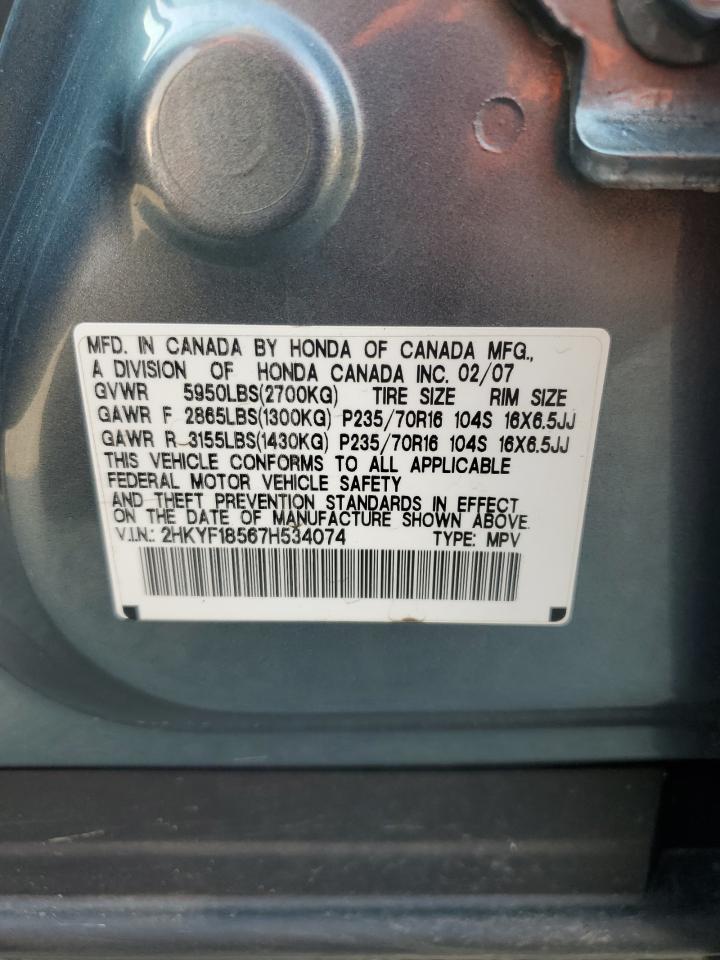 MFD. IN CANADA BY HONDA OF CANADA MFG.,
A DIVISION OF HONDA CANADA INC. 02/07
GVWR 5950LBS(2700KG) TIRE SIZE RIM SIZE
GAWR F 2865LBS(1300KG) P235/70R16 104S 16X6.5JJ
GAWR R 3155LBS(1430KG) P235/70R16 104S 16X6.5JJ
THIS VEHICLE CONFORMS TO ALL APPLICABLE
FEDERAL MOTOR VEHICLE SAFETY
AND THEFT PREVENTION STANDARDS IN EFFECT
ON THE DATE OF MANUFACTURE SHOWN ABOVE.
V.I.N.: 2HKYF18567H534074 TYPE: MPV